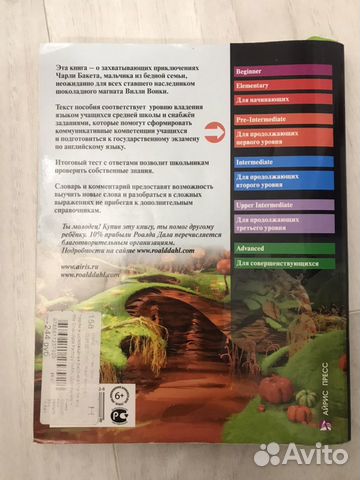 Эта книга – о захватывающих приключениях
Чарли Бакета, мальчика из бедной семьи,
неожиданно для всех ставшего наследником
шоколадного магната Вилли Вонки.
Текст пособия соответствует уровню владения
языком учащихся средней школы и снабжён
заданиями, которые помогут сформировать
коммуникативные компетенции учащихся
и подготовиться к государственному экзамену
по английскому языку.
Итоговый тест с ответами позволит школьникам
проверить собственные знания.
Словарь и комментарий предоставят возможность
выучить новые слова и разобраться в сложных
выражениях не прибегая к дополнительным
справочникам.
Ты молодец! Купив эту книгу, ты помог другому
ребёнку. 10% прибыли Роалда Дала перечисляется
благотворительным организациям.
Подробности на сайте www.roalddahl.com
www.airis.ru
www.roalddahl.com
Beginner
Elementary
Для начинающих
Pre-Intermediate
Для продолжающих
первого уровня
Intermediate
Для продолжающих
второго уровня
Upper Intermediate
Для продолжающих
третьего уровня
Advanced
Для совершенствующихся
6+
АЙРИС ПРЕСС
158
Avito